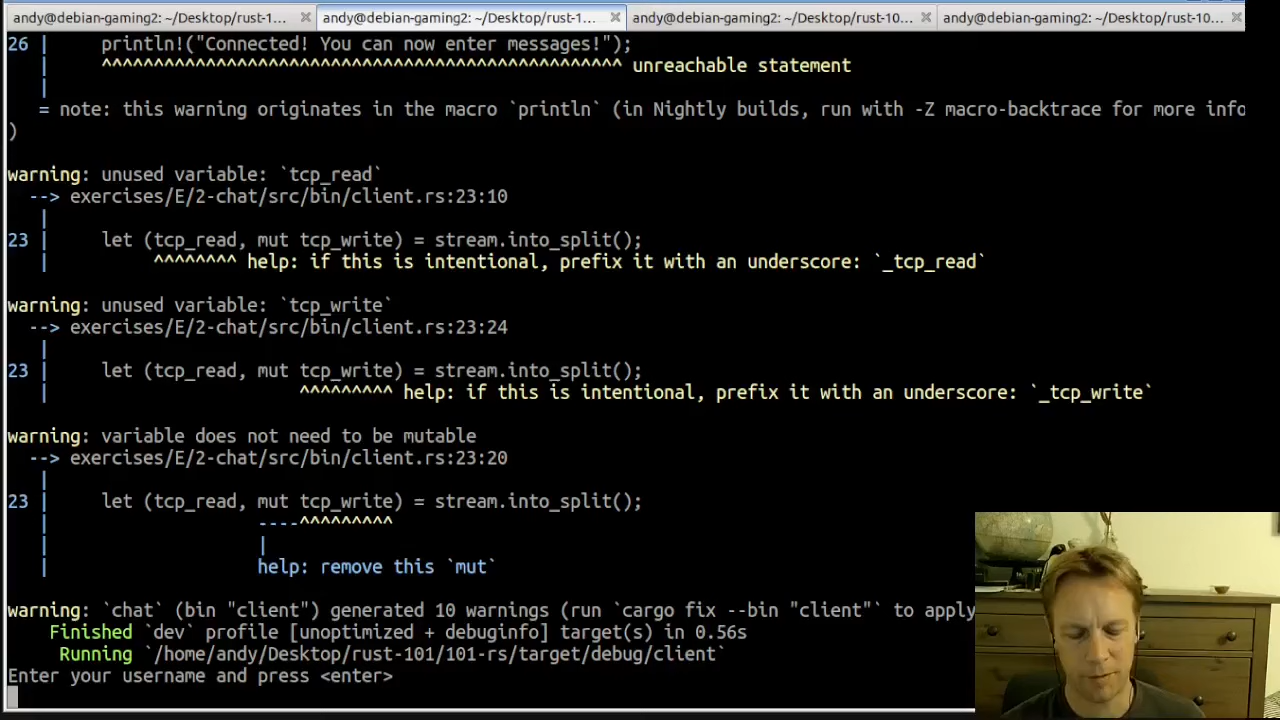 andy@debian-gaming2: ~/Desktop/rust-1... × andy@debian-gaming2: ~/Desktop/rust-1... × andy@debian-gaming2: ~/Desktop/rust-10... × andy@debian-gaming2: ~/Desktop/rust-10... ×
26 |     println!("Connected! You can now enter messages!");
   |     ^^^^^^^^^^^^^^^^^^^^^^^^^^^^^^^^^^^^^^^^^^^^^^^^^^ unreachable statement
   |
   = note: this warning originates in the macro `println` (in Nightly builds, run with -Z macro-backtrace for more info
)
warning: unused variable: `tcp_read`
  --> exercises/E/2-chat/src/bin/client.rs:23:10
   |
23 |     let (tcp_read, mut tcp_write) = stream.into_split();
   |          ^^^^^^^^ help: if this is intentional, prefix it with an underscore: `_tcp_read`
warning: unused variable: `tcp_write`
  --> exercises/E/2-chat/src/bin/client.rs:23:24
   |
23 |     let (tcp_read, mut tcp_write) = stream.into_split();
   |                        ^^^^^^^^^ help: if this is intentional, prefix it with an underscore: `_tcp_write`
warning: variable does not need to be mutable
  --> exercises/E/2-chat/src/bin/client.rs:23:20
   |
23 |     let (tcp_read, mut tcp_write) = stream.into_split();
   |                    ----^^^^^^^^^
   |                    |
   |                    help: remove this `mut`
warning: `chat` (bin "client") generated 10 warnings (run `cargo fix --bin "client"` to apply
    Finished `dev` profile [unoptimized + debuginfo] target(s) in 0.56s
     Running `/home/andy/Desktop/rust-101/101-rs/target/debug/client`
Enter your username and press <enter>